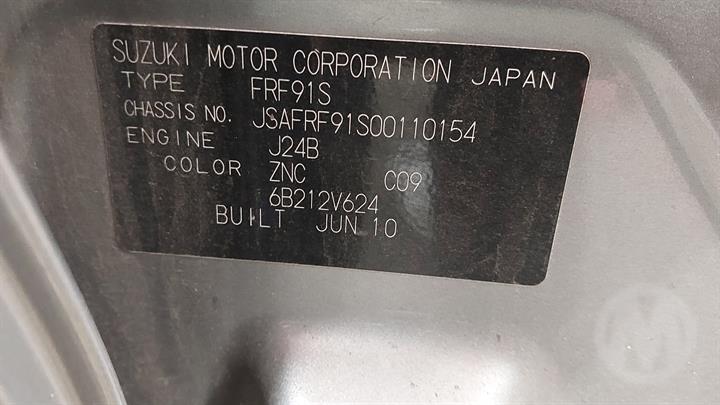 SUZUKI MOTOR CORPORATION JAPAN
TYPE FRF91S
CHASSIS NO. JSAFRF91S00110154
ENGINE J24B
COLOR ZNC C09
6B212V624
BUILT JUN 10
M